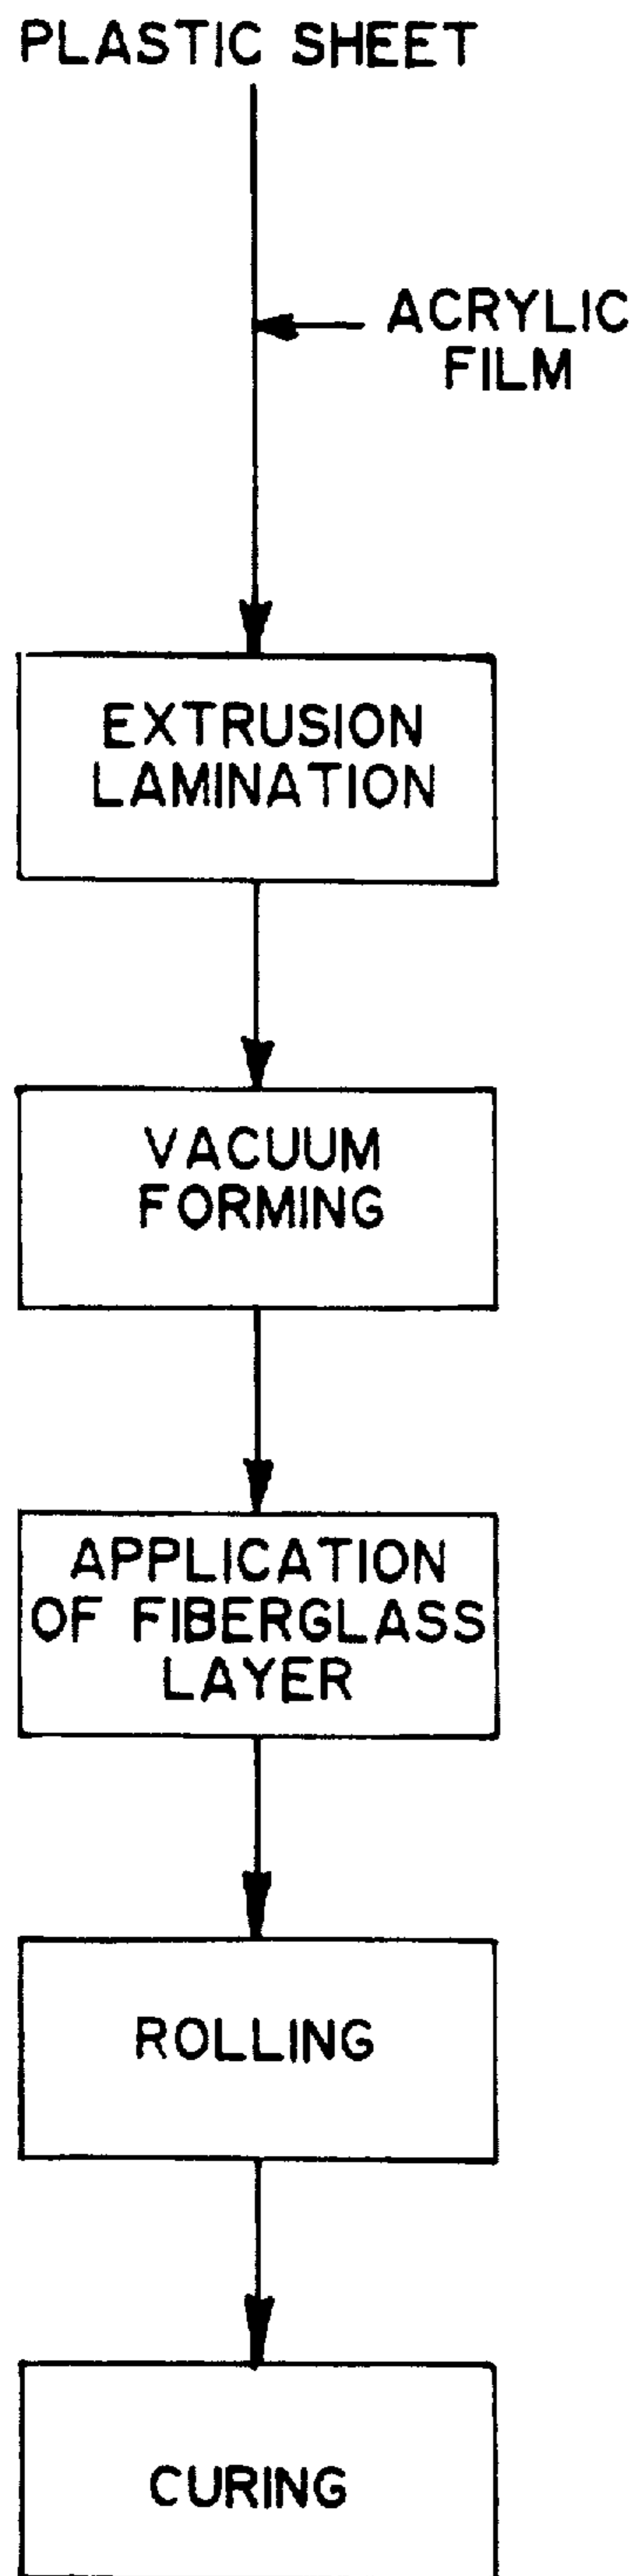 PLASTIC SHEET
ACRYLIC
FILM
EXTRUSION
LAMINATION
VACUUM
FORMING
APPLICATION
OF FIBERGLASS
LAYER
ROLLING
CURING